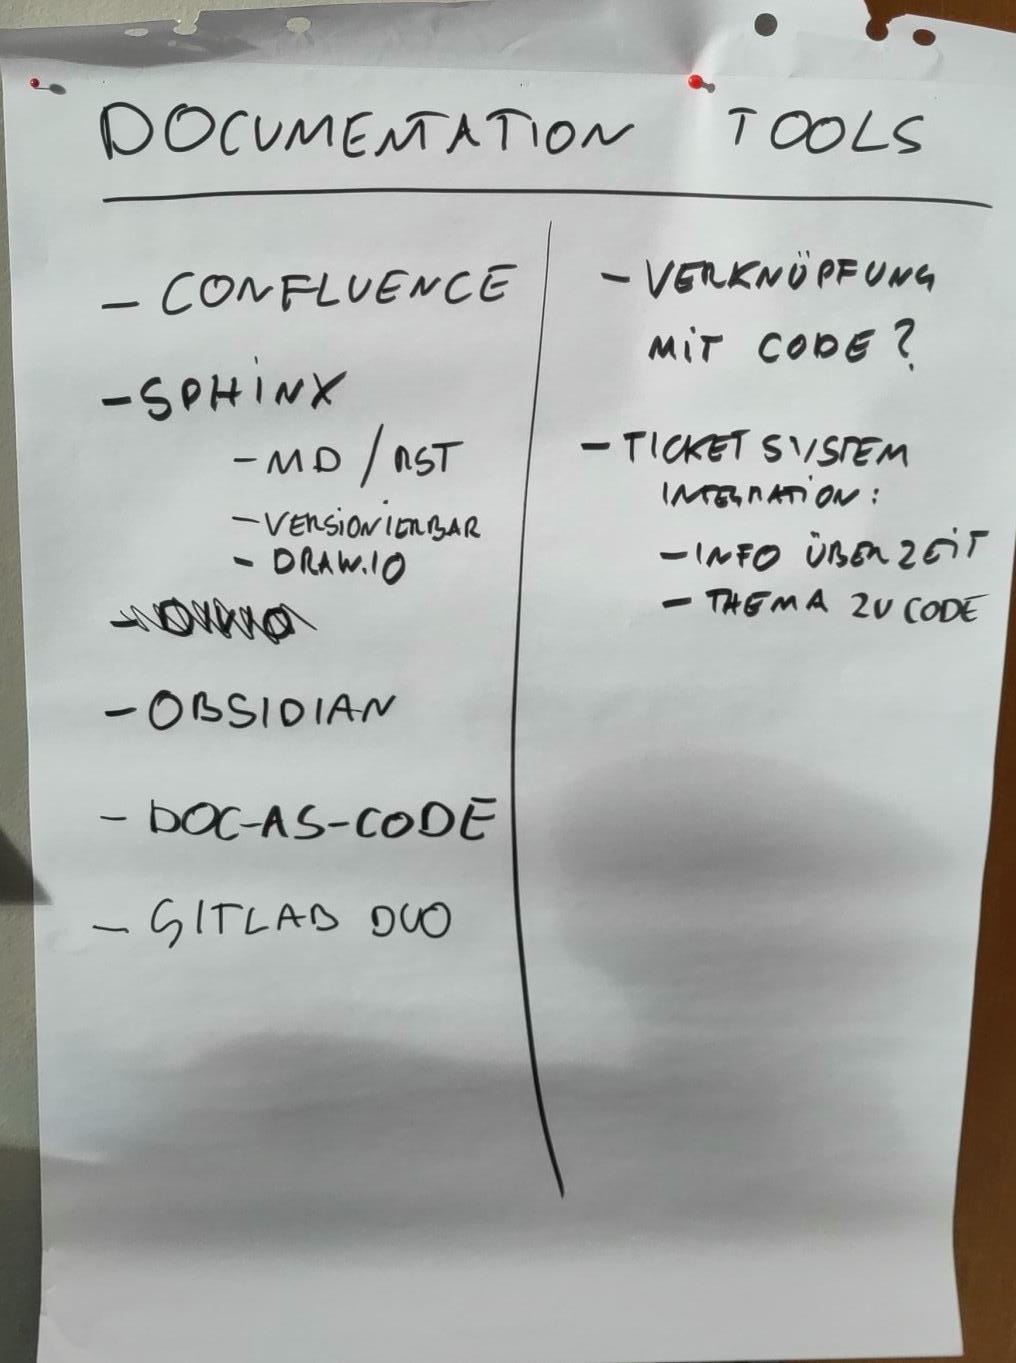 DOCUMENTATION TOOLS
- CONFLUENCE
- SPHINX
- MD / RST
- VERSIONIERBAR
- DRAW.IO
-
- OBSIDIAN
- DOC-AS-CODE
- GITLAB DUO
- VERKNÜPFUNG
MIT CODE?
- TICKET SYSTEM
INTEGRATION:
- INFO ÜBER ZEIT
- THEMA ZU CODE